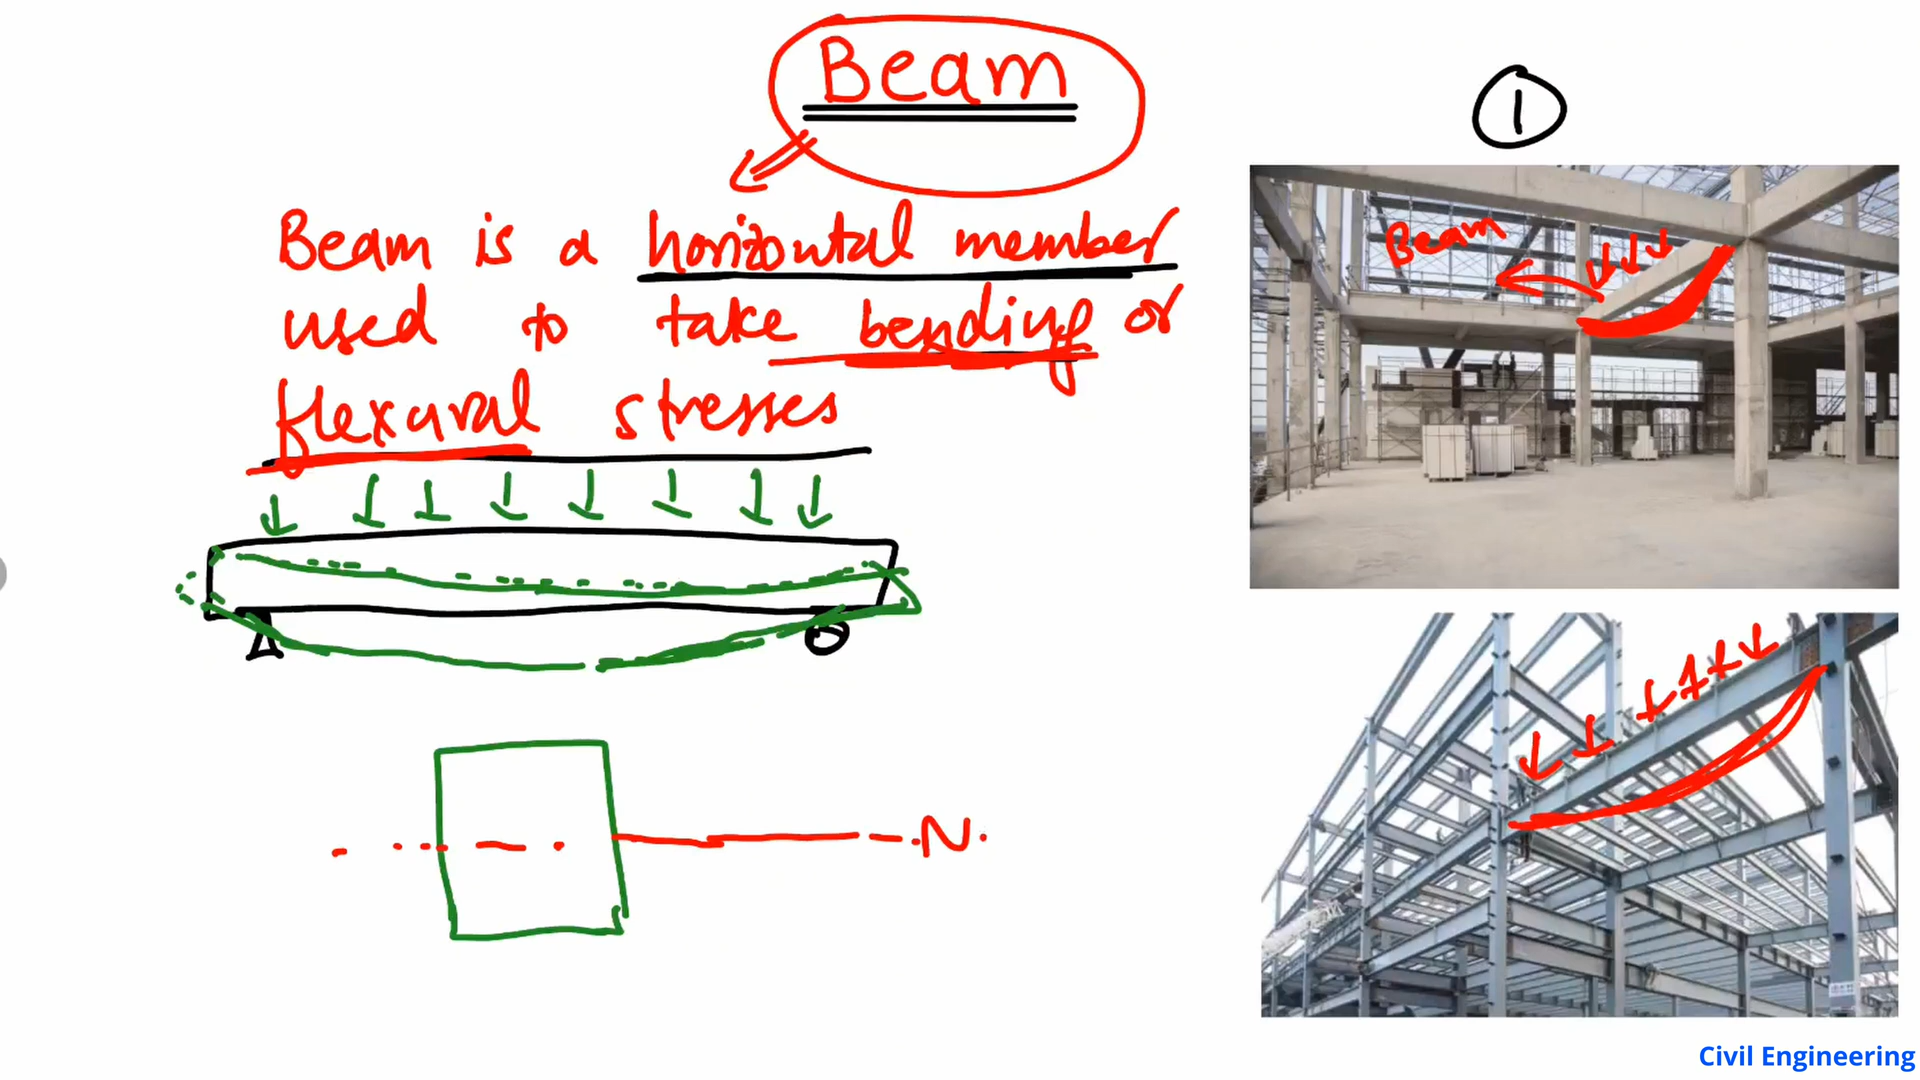 Beam
1
Beam is a horizontal member
used to take bending or
flexural stresses
Beam
.N.
Civil Engineering